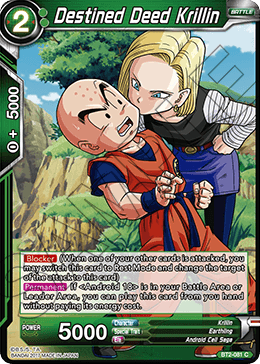 BATTLE
2
Destined Deed Krillin
0 + 5000
Blocker (When one of your other cards is attacked, you
may switch this card to Rest Mode and change the
target of the attack to this card)
Permanent If <Android 18> is in your Battle Area or
Leader Area, you can play this card from you hand
without paying its energy cost.
POWER
5000
Character Krillin
Special Trait Earthling
Era Android Cell Saga
BT2-081 C